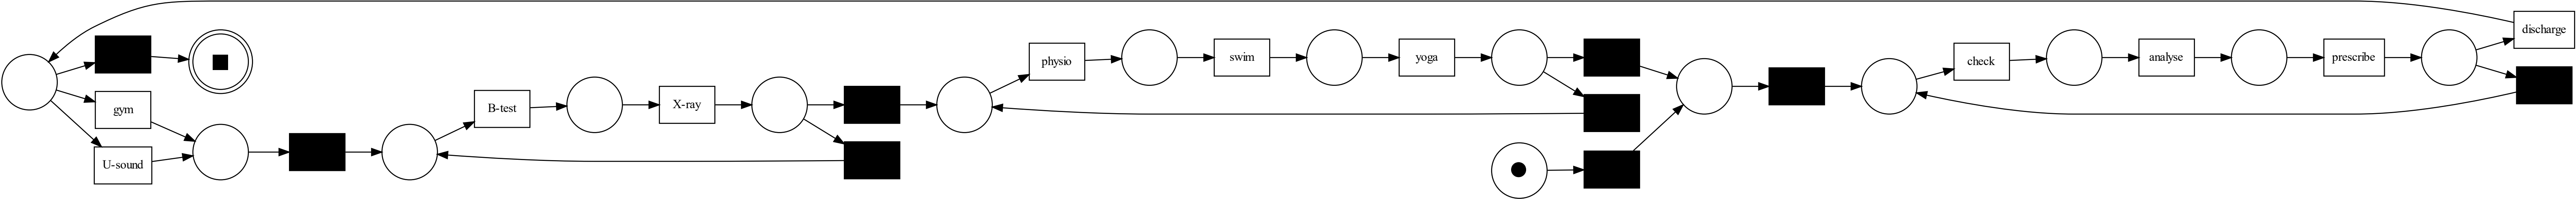 gym
U-sound
B-test
X-ray
physio
swim
yoga
check
analyse
prescribe
discharge